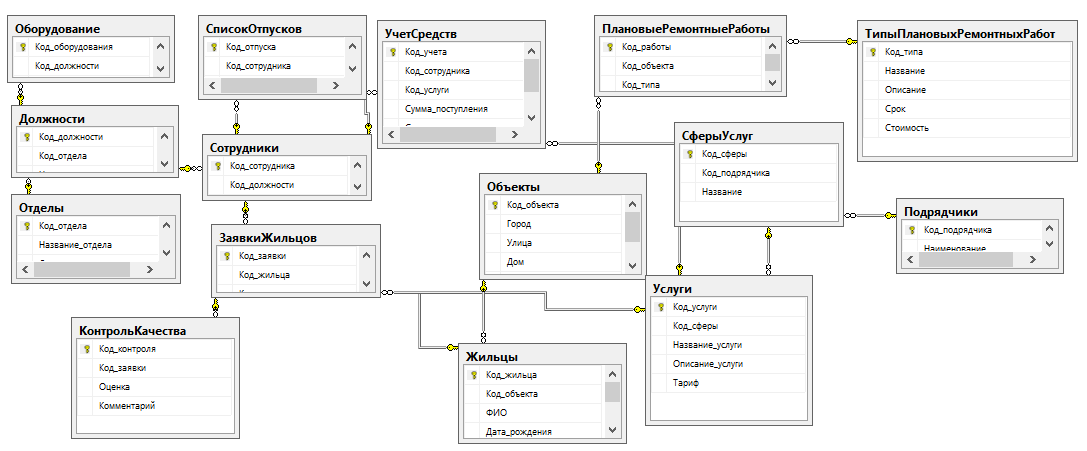 Оборудование
Код_оборудования
Код_должности
СписокОтпусков
Код_отпуска
Код_сотрудника
УчетСредств
Код_учета
Код_сотрудника
Код_услуги
Сумма_поступления
ПлановыеРемонтныеРаботы
Код_работы
Код_объекта
Код_типа
ТипыПлановыхРемонтныхРабот
Код_типа
Название
Описание
Срок
Стоимость
Должности
Код_должности
Код_отдела
Сотрудники
Код_сотрудника
Код_должности
СферыУслуг
Код_сферы
Код_подрядчика
Название
Отделы
Код_отдела
Название_отдела
ЗаявкиЖильцов
Код_заявки
Код_жильца
Объекты
Код_объекта
Город
Улица
Дом
Подрядчики
Код_подрядчика
Наименование
КонтрольКачества
Код_контроля
Код_заявки
Оценка
Комментарий
Жильцы
Код_жильца
Код_объекта
ФИО
Дата_рождения
Услуги
Код_услуги
Код_сферы
Название_услуги
Описание_услуги
Тариф